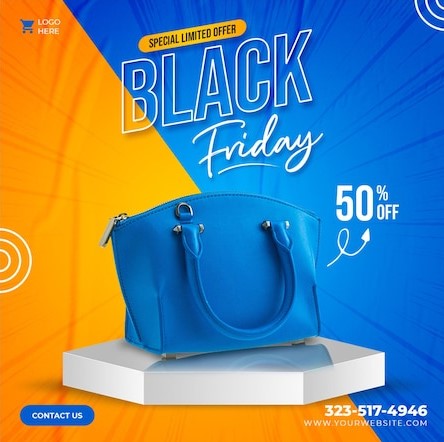 LOGO
HERE
SPECIAL LIMITED OFFER
BLACK
Friday
50% OFF
CONTACT US
323-517-4946
WWW.YOURWEBSITE.COM